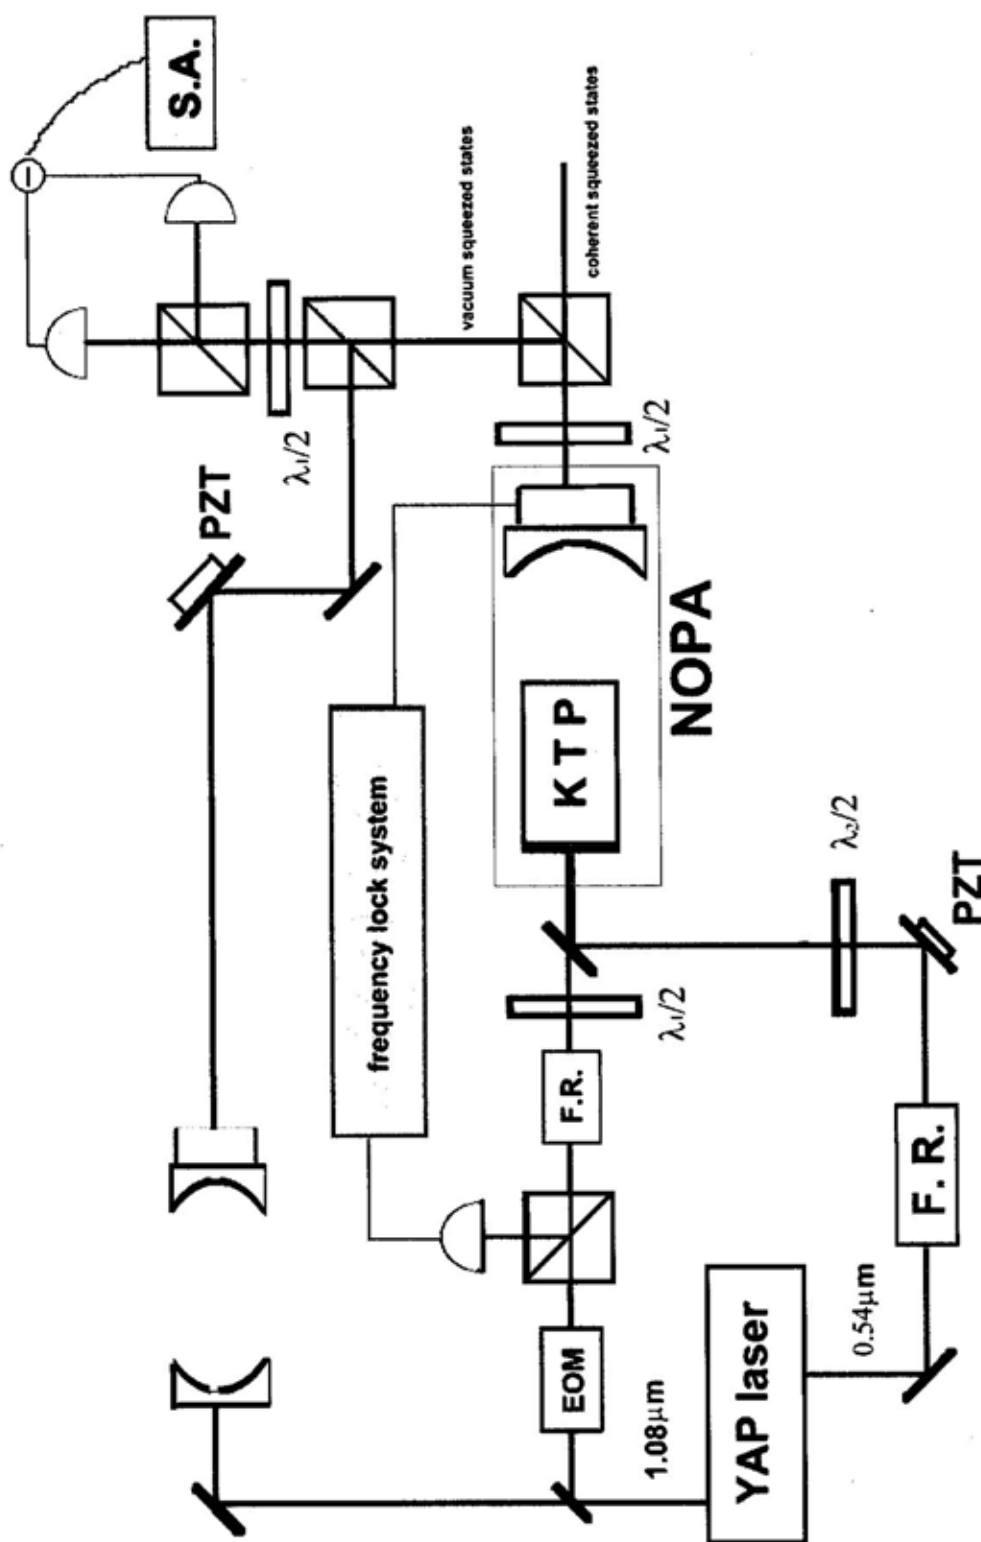 S.A.
vacuum squeezed states
coherent squeezed states
λ1/2
PZT
λ1/2
NOPA
K T P
frequency lock system
λ2/2
PZT
λ1/2
F.R.
F. R.
0.54μm
EOM
1.08μm
YAP laser